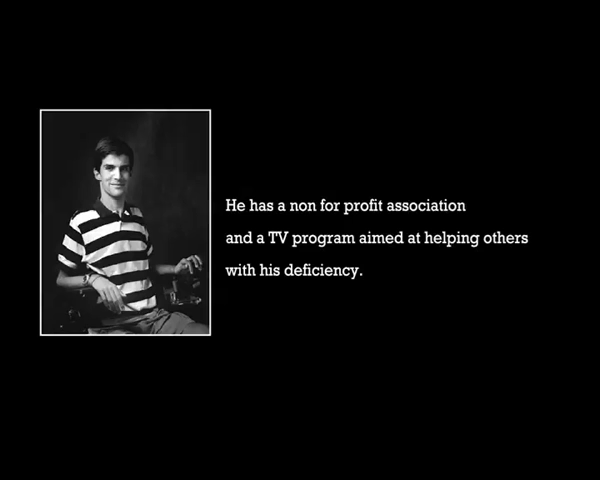 He has a non for profit association
and a TV program aimed at helping others
with his deficiency.